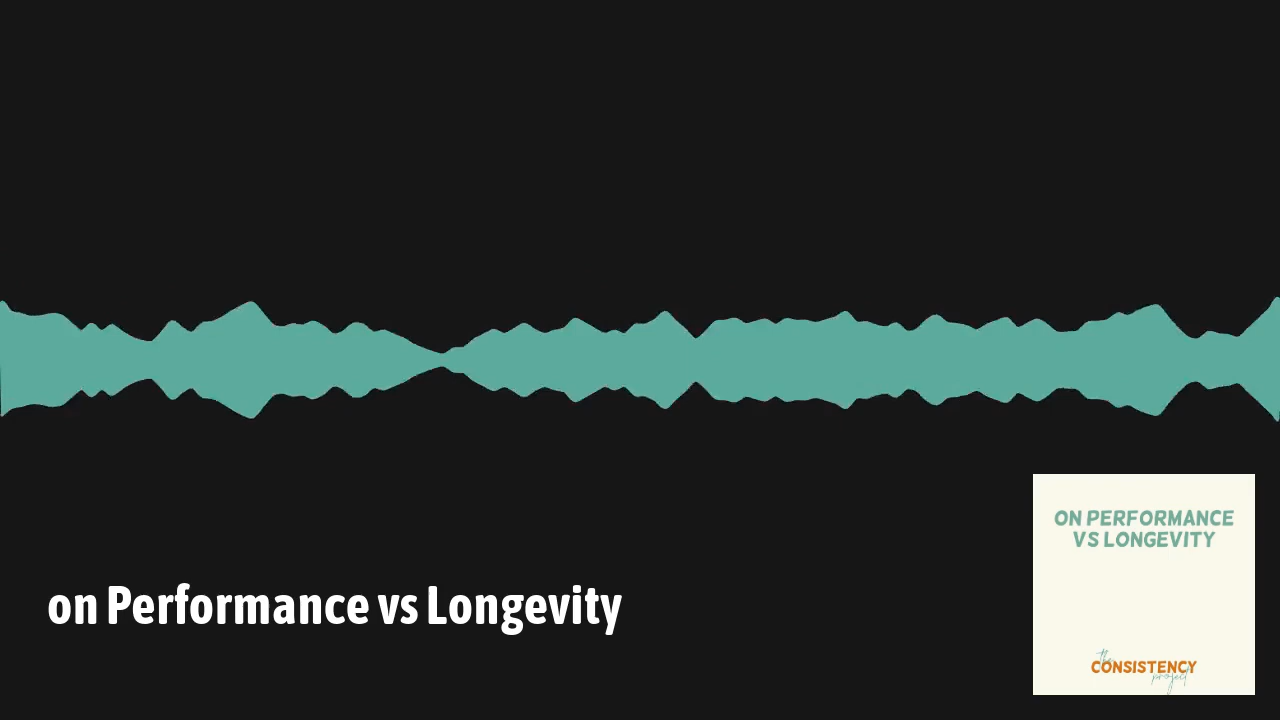 ON PERFORMANCE
VS LONGEVITY
on Performance vs Longevity
the
CONSISTENCY
project